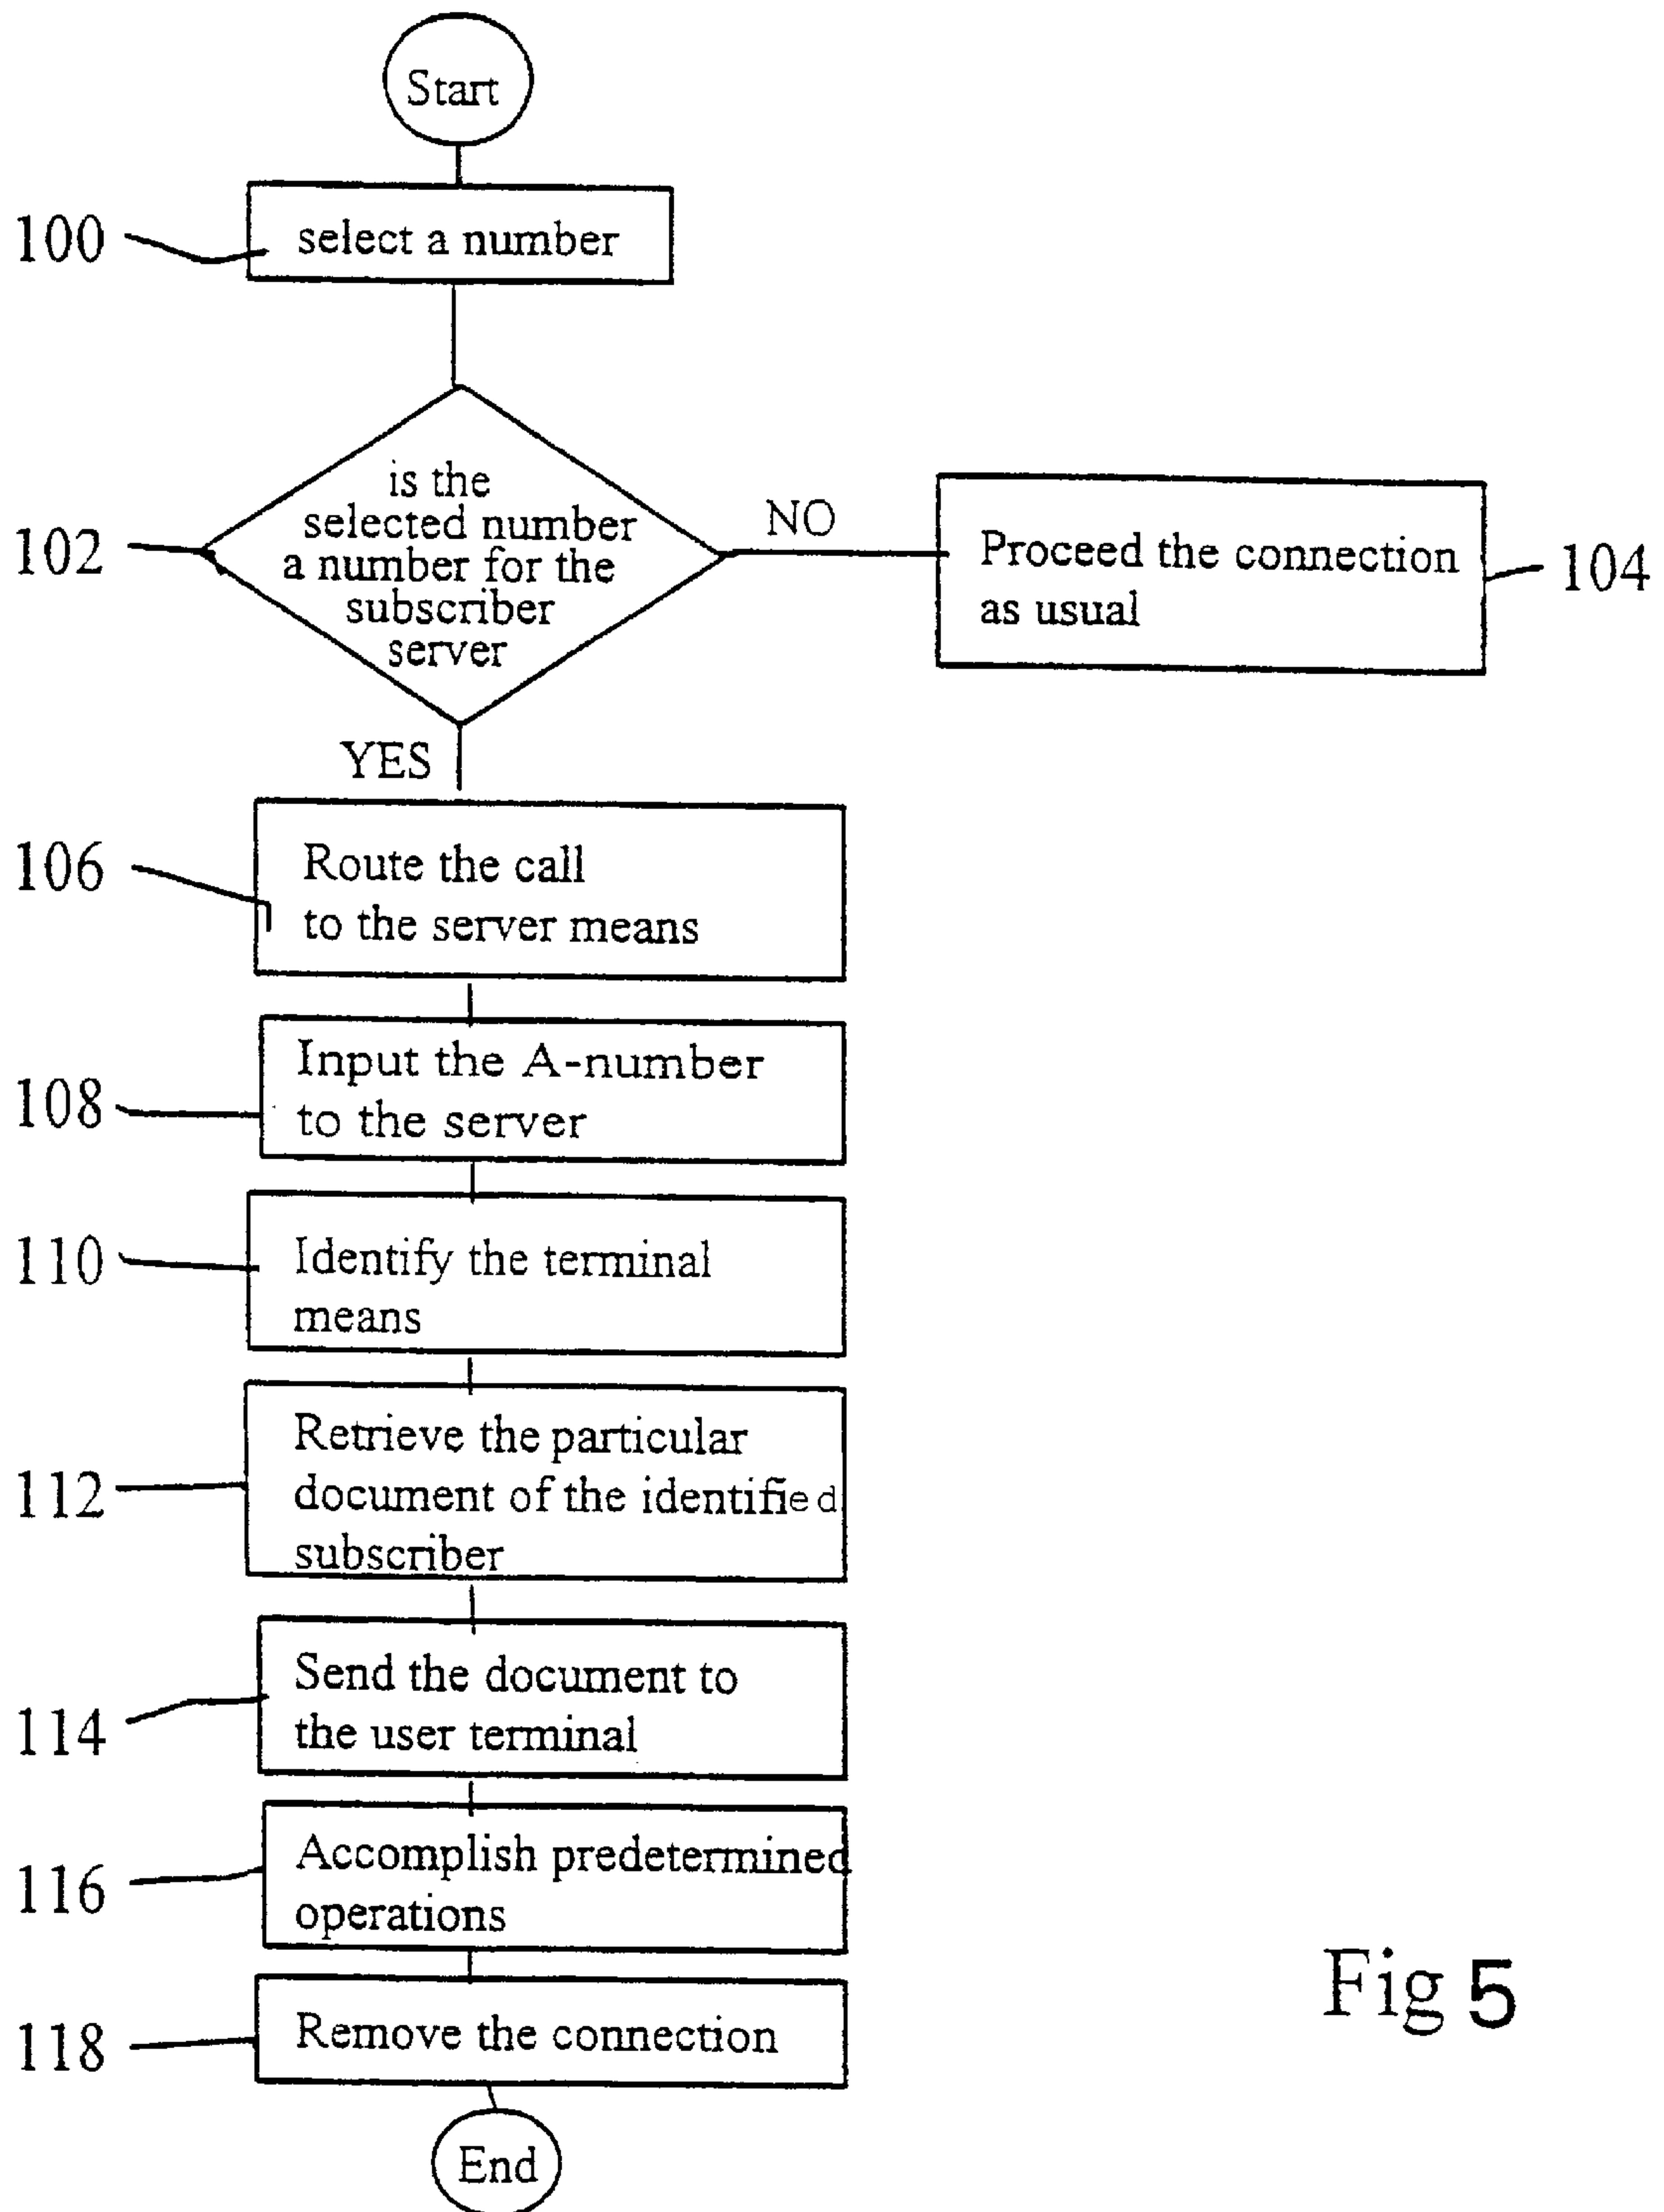 Start
100
select a number
102
is the
selected number
a number for the
subscriber
server
NO
Proceed the connection
as usual
104
YES
106
Route the call
to the server means
108
Input the A-number
to the server
110
Identify the terminal
means
112
Retrieve the particular
document of the identified
subscriber
114
Send the document to
the user terminal
116
Accomplish predetermined
operations
118
Remove the connection
End
Fig 5